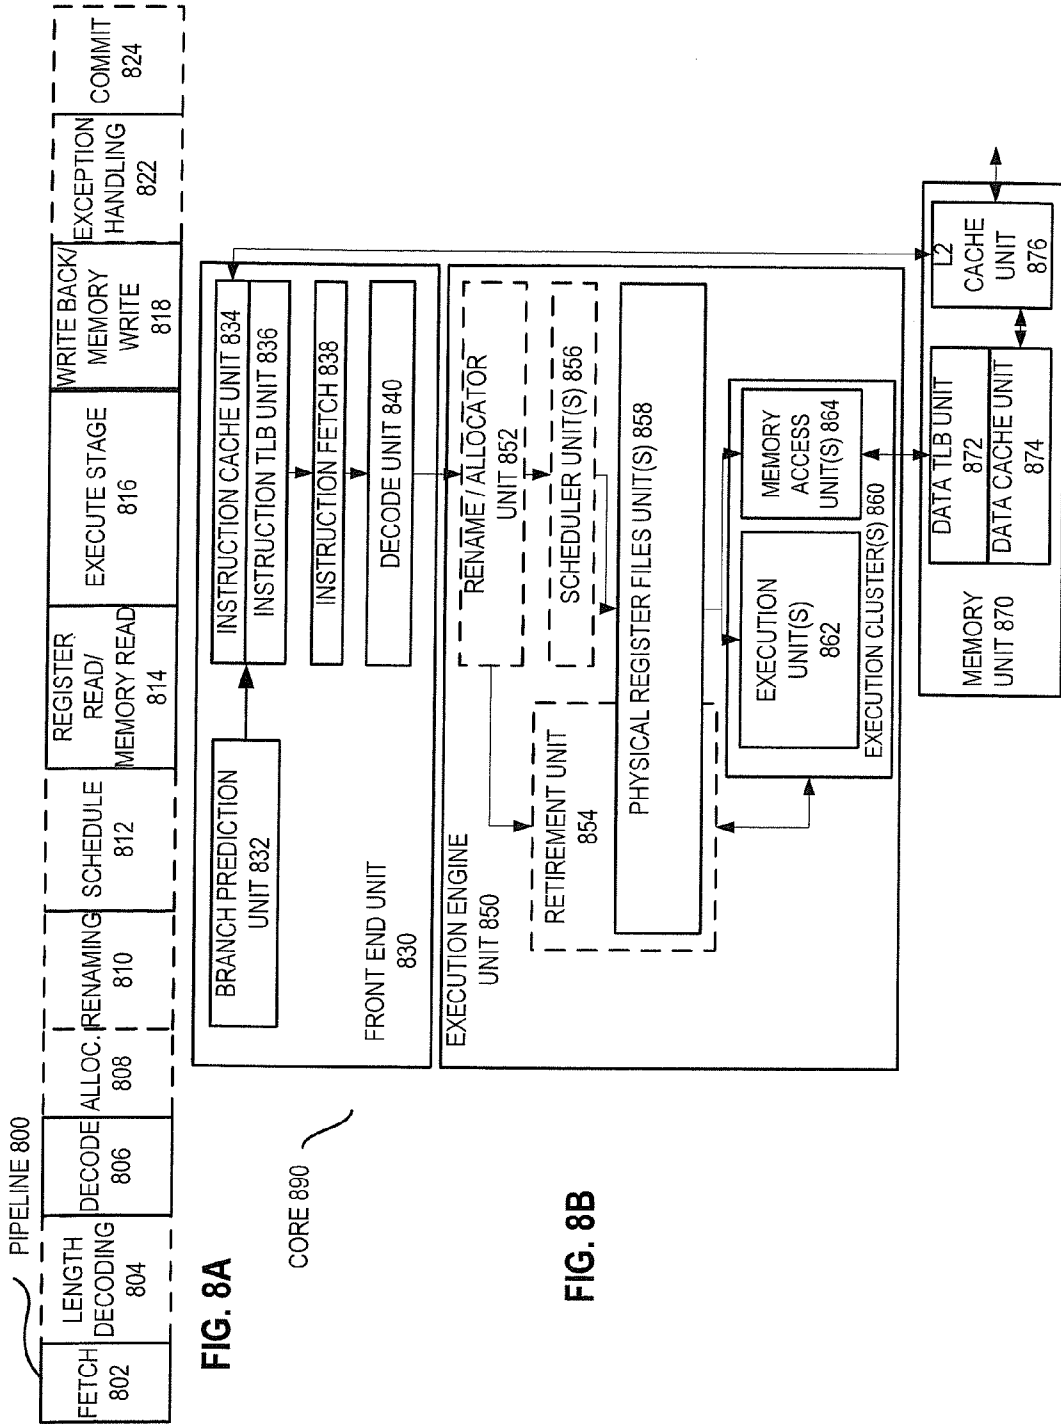 PIPELINE 800
FETCH
802
LENGTH
DECODING
804
DECODE
806
ALLOC.
808
RENAMING
810
SCHEDULE
812
REGISTER
READ/
MEMORY READ
814
EXECUTE STAGE
816
WRITE BACK/
MEMORY
WRITE
818
EXCEPTION
HANDLING
822
COMMIT
824
FIG. 8A
CORE 890
BRANCH PREDICTION
UNIT 832
INSTRUCTION CACHE UNIT 834
INSTRUCTION TLB UNIT 836
INSTRUCTION FETCH 838
DECODE UNIT 840
FRONT END UNIT
830
EXECUTION ENGINE
UNIT 850
RENAME / ALLOCATOR
UNIT 852
SCHEDULER UNIT(S) 856
RETIREMENT UNIT
854
PHYSICAL REGISTER FILES UNIT(S) 858
EXECUTION
UNIT(S)
862
MEMORY
ACCESS
UNIT(S) 864
EXECUTION CLUSTER(S) 860
FIG. 8B
MEMORY
UNIT 870
DATA TLB UNIT
872
DATA CACHE UNIT
874
L2
CACHE
UNIT
876